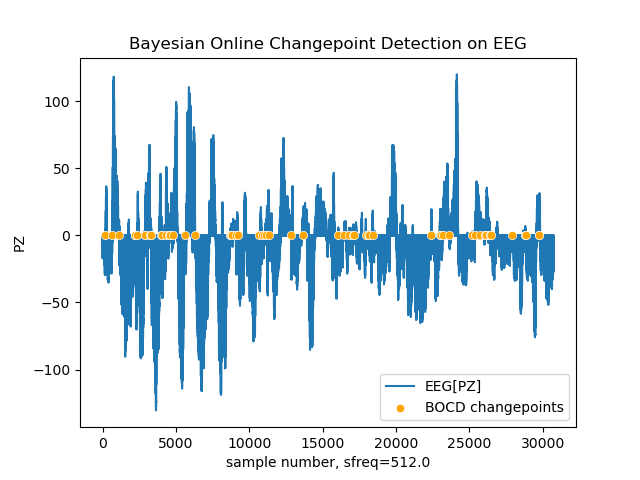 Bayesian Online Changepoint Detection on EEG
100
50
0
−50
−100
PZ
0 5000 10000 15000 20000 25000 30000
sample number, sfreq=512.0
EEG[PZ]
BOCD changepoints